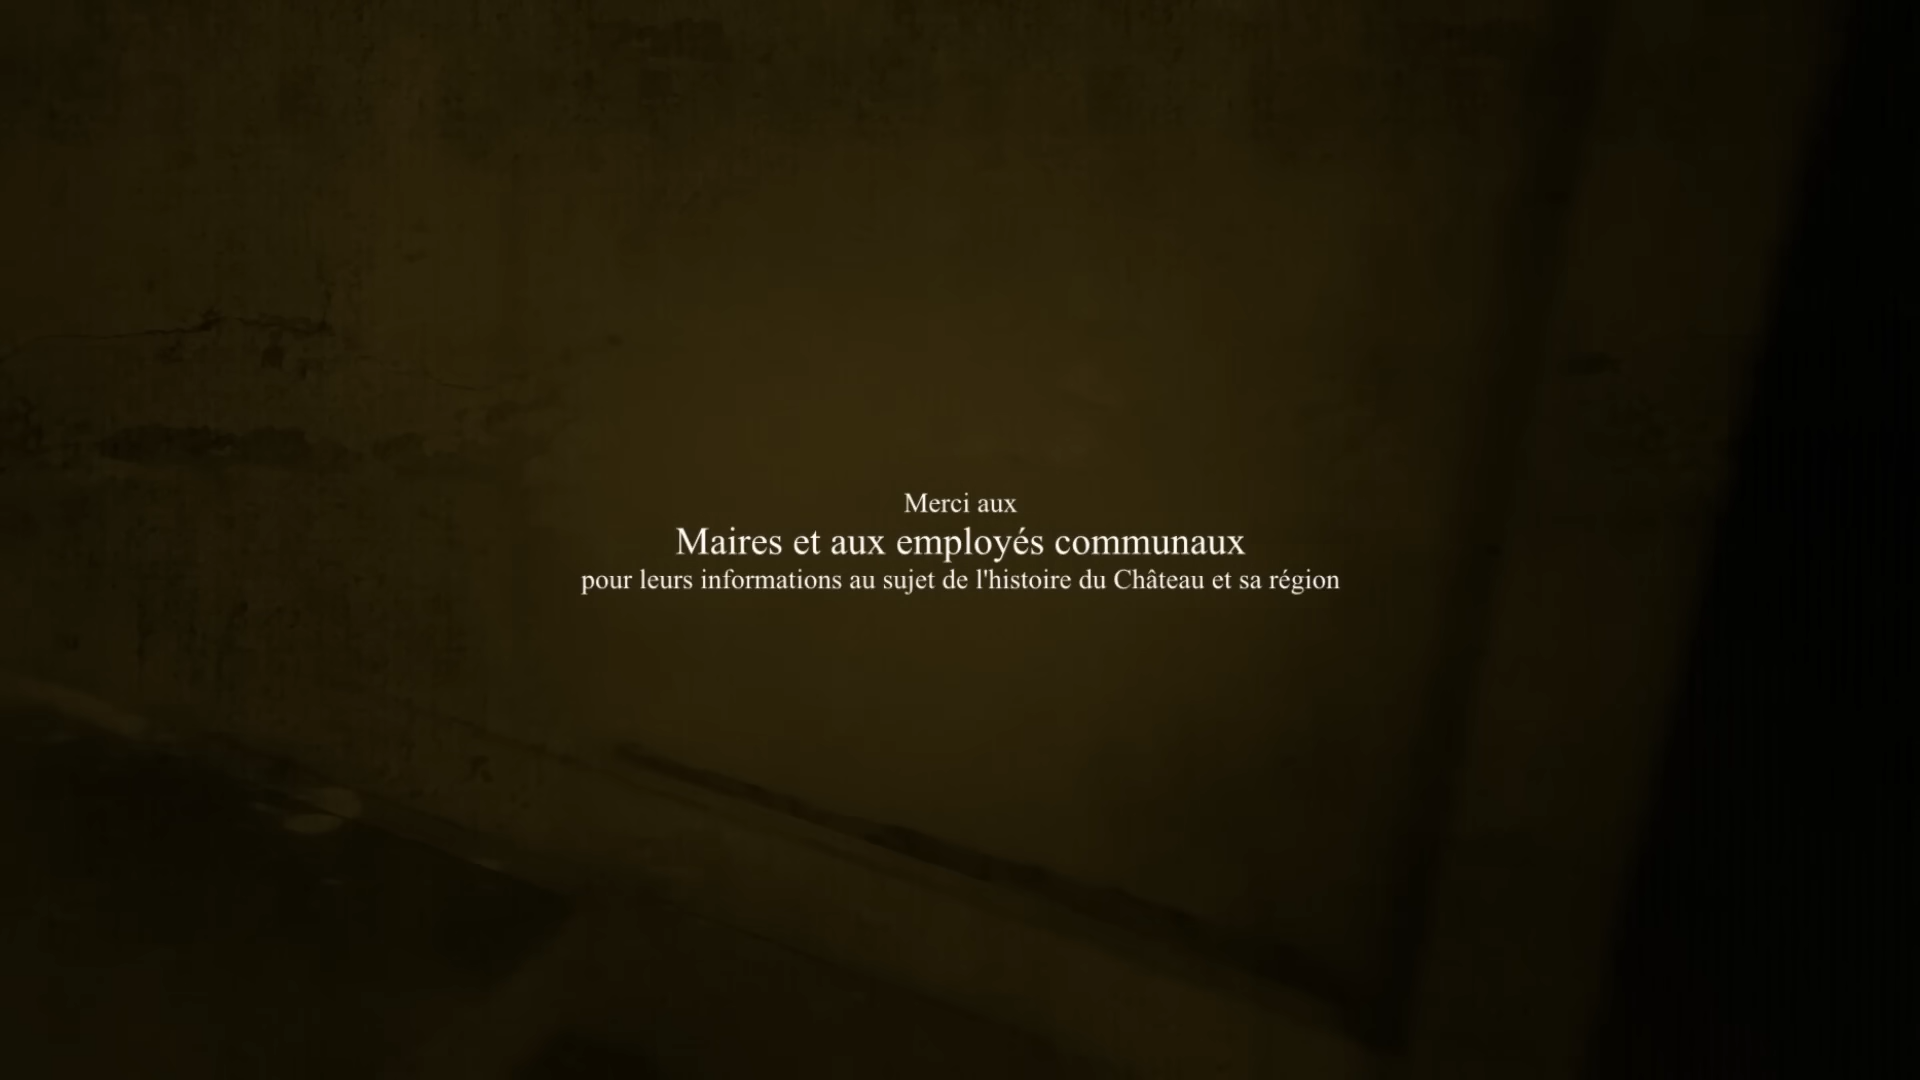 Merci aux
Maires et aux employés communaux
pour leurs informations au sujet de l'histoire du Château et sa région